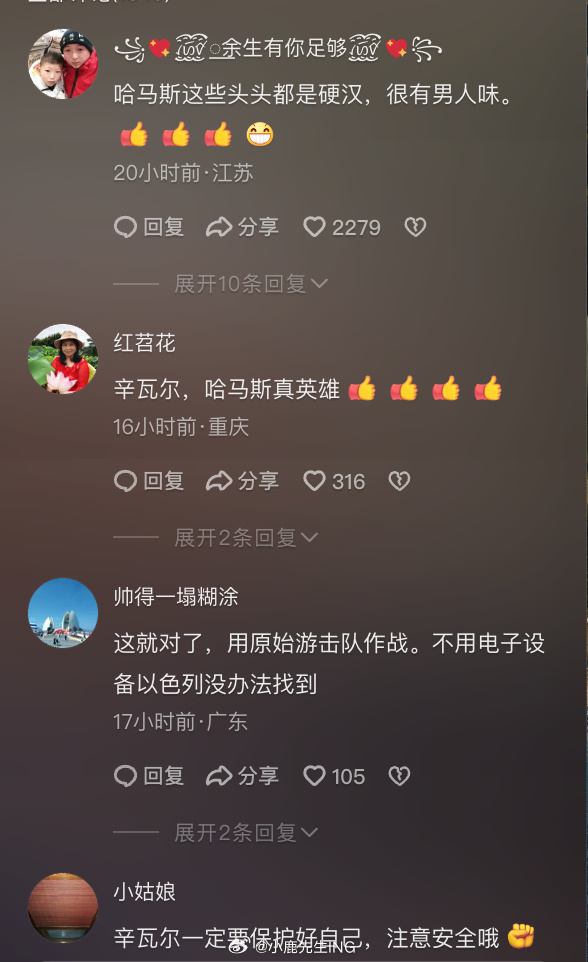 余生有你足够
哈马斯这些头头都是硬汉，很有男人味。
👍👍👍😁
20小时前·江苏
回复 分享 2279
展开10条回复
红苕花
辛瓦尔，哈马斯真英雄👍👍👍👍
16小时前·重庆
回复 分享 316
展开2条回复
帅得一塌糊涂
这就对了，用原始游击队作战。不用电子设
备以色列没办法找到
17小时前·广东
回复 分享 105
展开2条回复
小姑娘
辛瓦尔一定要保护好自己，注意安全哦✊
@小鹿先生ING